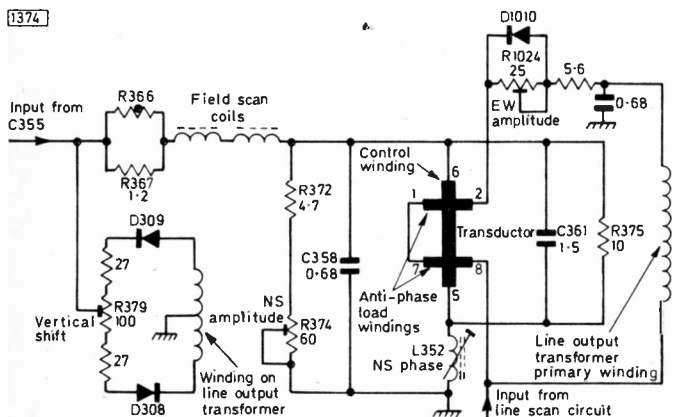 1374
D1010
R1024
25
5·6
EW
amplitude
0·68
Input from
C355
R366
R367
1·2
Field scan
coils
Control
winding
6
1
2
R372
4·7
C358
0·68
Transductor
C361
1·5
R375
10
7
8
5
Anti-phase
load
windings
D309
27
R379
100
Vertical
shift
27
D308
NS
amplitude
R374
60
Winding on
line output
transformer
L352
NS phase
Line output
transformer
primary winding
Input from
line scan circuit